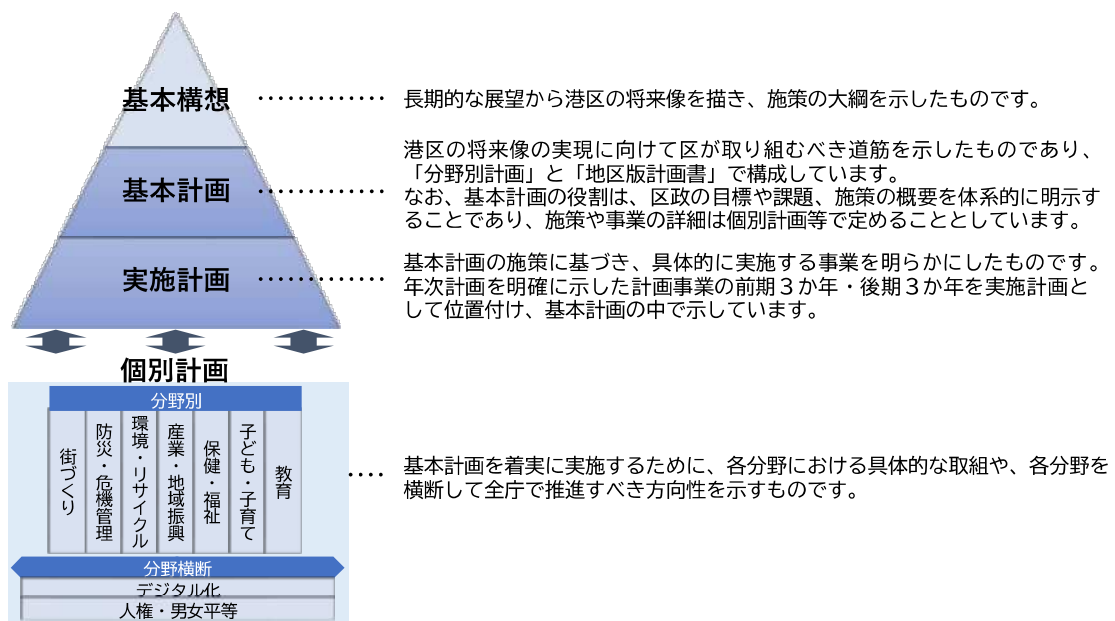 基本構想
長期的な展望から港区の将来像を描き、施策の大綱を示したものです。
基本計画
港区の将来像の実現に向けて区が取り組むべき道筋を示したものであり、
「分野別計画」と「地区版計画書」で構成しています。
なお、基本計画の役割は、区政の目標や課題、施策の概要を体系的に明示す
ることであり、施策や事業の詳細は個別計画等で定めることとしています。
実施計画
基本計画の施策に基づき、具体的に実施する事業を明らかにしたものです。
年次計画を明確に示した計画事業の前期３か年・後期３か年を実施計画と
して位置付け、基本計画の中で示しています。
個別計画
分野別
街づくり
防災・危機管理
環境・リサイクル
産業・地域振興
保健・福祉
子ども・子育て
教育
基本計画を着実に実施するために、各分野における具体的な取組や、各分野を
横断して全庁で推進すべき方向性を示すものです。
分野横断
デジタル化
人権・男女平等